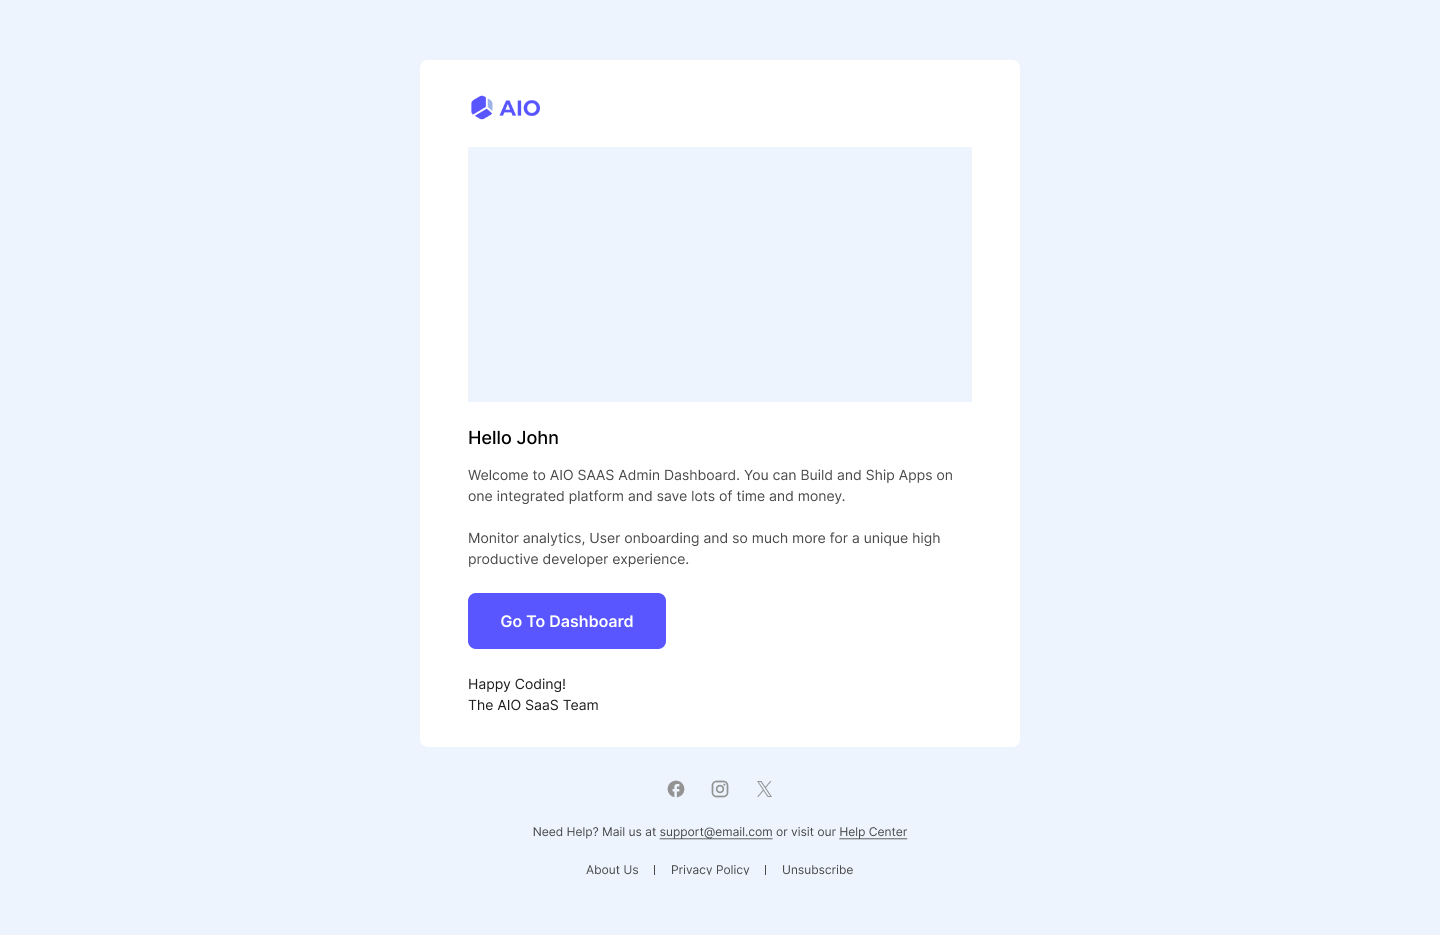 AIO
Hello John
Welcome to AIO SAAS Admin Dashboard. You can Build and Ship Apps on
one integrated platform and save lots of time and money.
Monitor analytics, User onboarding and so much more for a unique high
productive developer experience.
Go To Dashboard
Happy Coding!
The AIO SaaS Team
Need Help? Mail us at support@email.com or visit our Help Center
About Us | Privacy Policy | Unsubscribe